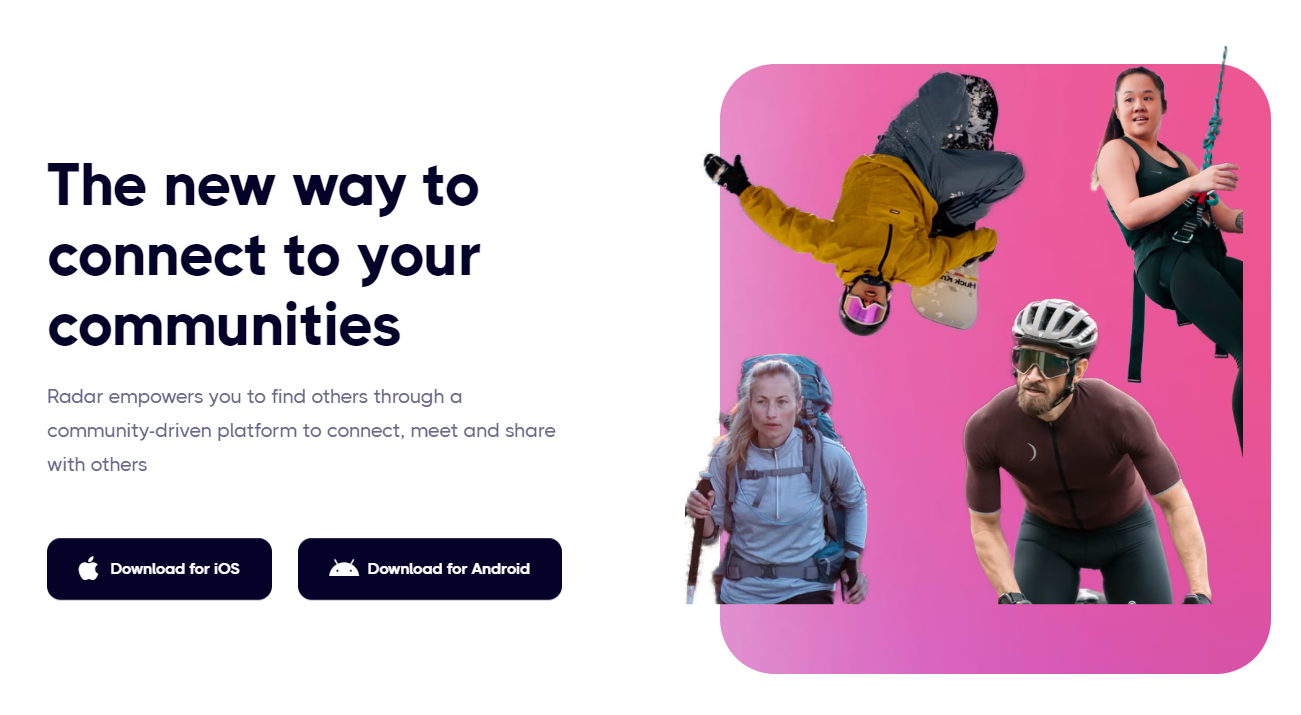 The new way to
connect to your
communities
Radar empowers you to find others through a
community-driven platform to connect, meet and share
with others
Download for iOS
Download for Android